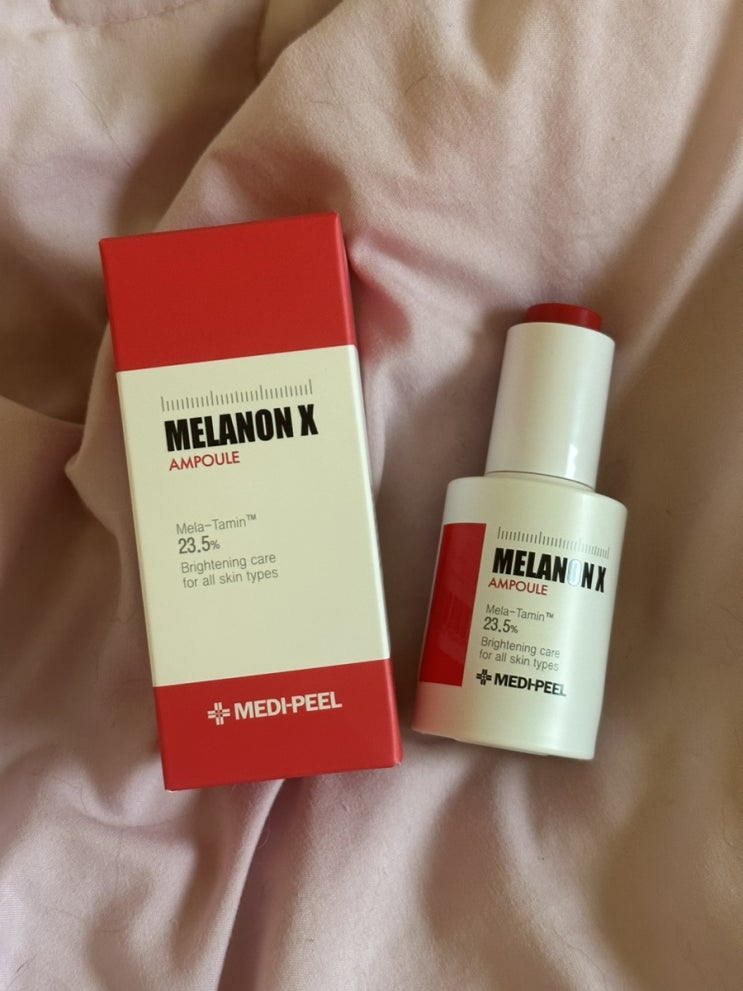 MELANON X
AMPOULE
Mela-Tamin™
23.5%
Brightening care
for all skin types
MEDI-PEEL
MELANON X
AMPOULE
Mela-Tamin™
23.5%
Brightening care
for all skin types
MEDI-PEEL